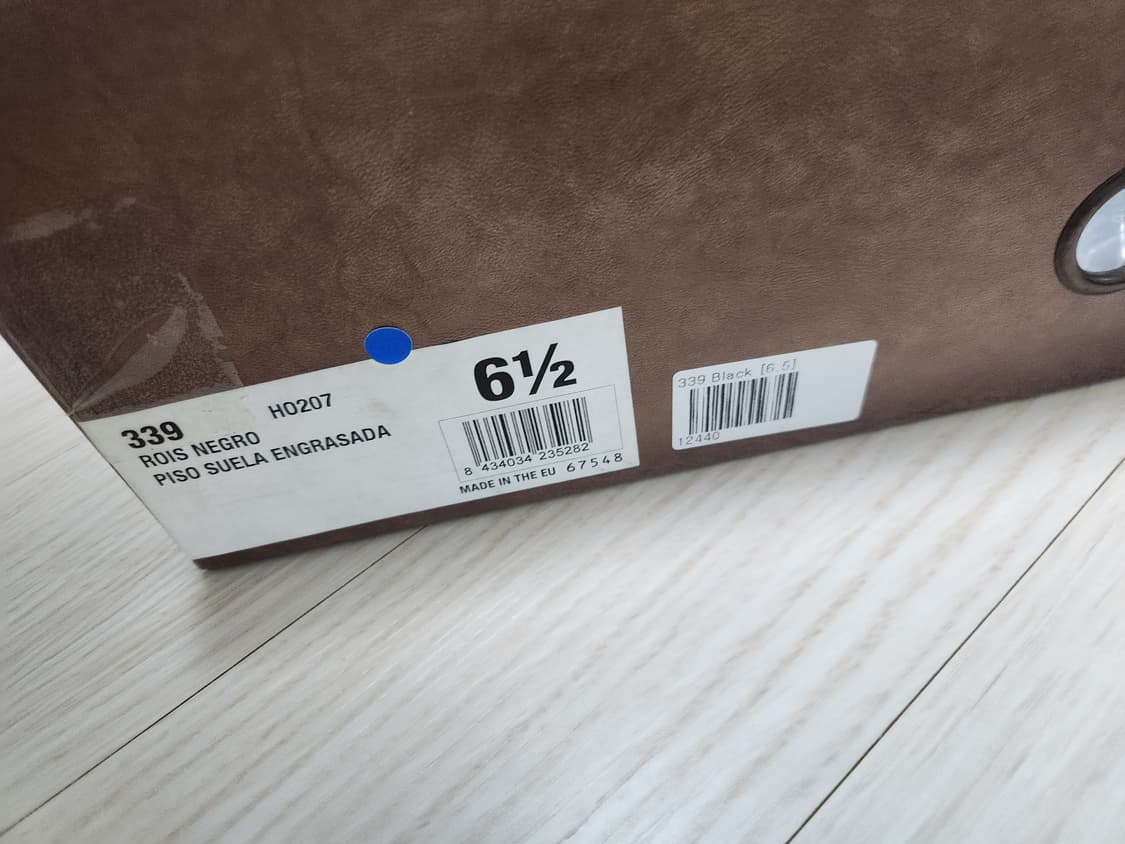 339
H0207
ROIS NEGRO
PISO SUELA ENGRASADA
6½
8 434034 235282
MADE IN THE EU 67548
339 Black [6.5]
12440